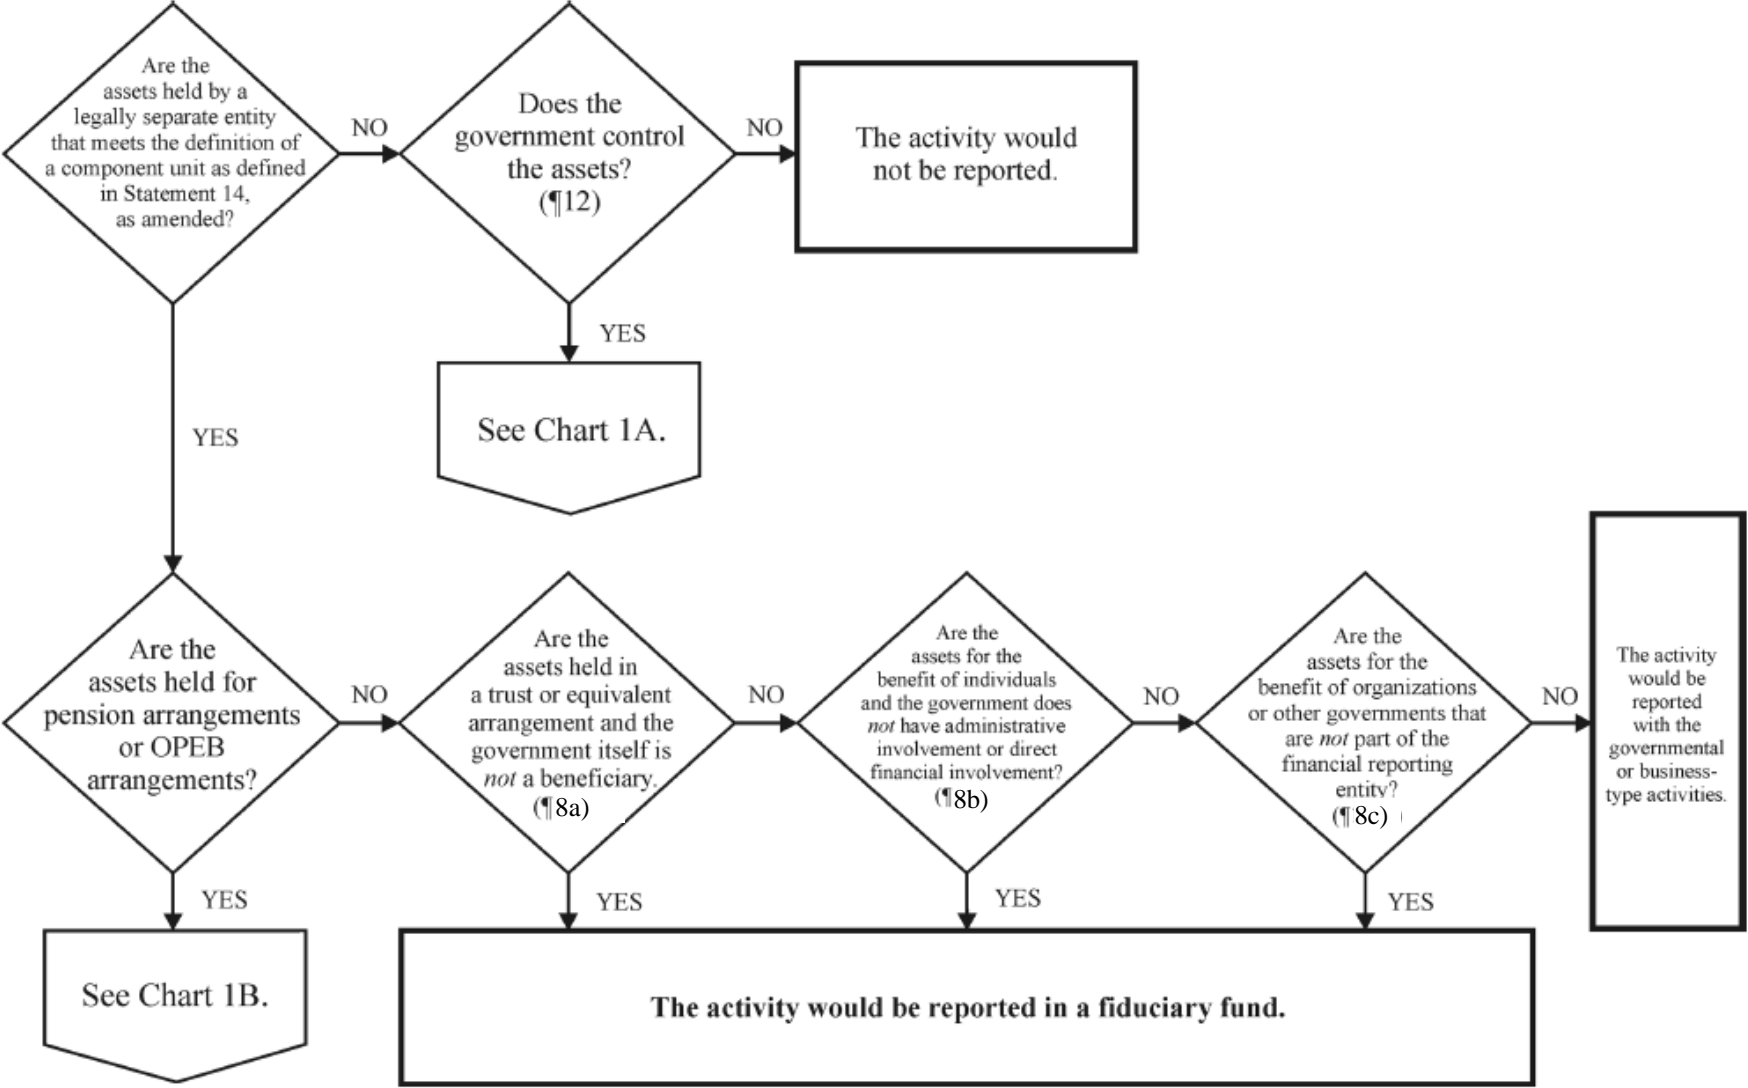 Are the
assets held by a
legally separate entity
that meets the definition of
a component unit as defined
in Statement 14,
as amended?
NO
Does the
government control
the assets?
(¶12)
NO
The activity would
not be reported.
YES
See Chart 1A.
YES
Are the
assets held for
pension arrangements
or OPEB
arrangements?
NO
Are the
assets held in
a trust or equivalent
arrangement and the
government itself is
not a beneficiary.
(¶8a)
NO
Are the
assets for the
benefit of individuals
and the government does
not have administrative
involvement or direct
financial involvement?
(¶8b)
NO
Are the
assets for the
benefit of organizations
or other governments that
are not part of the
financial reporting
entity?
(¶8c)
NO
The activity
would be
reported
with the
governmental
or business-
type activities.
YES
See Chart 1B.
YES
YES
YES
The activity would be reported in a fiduciary fund.